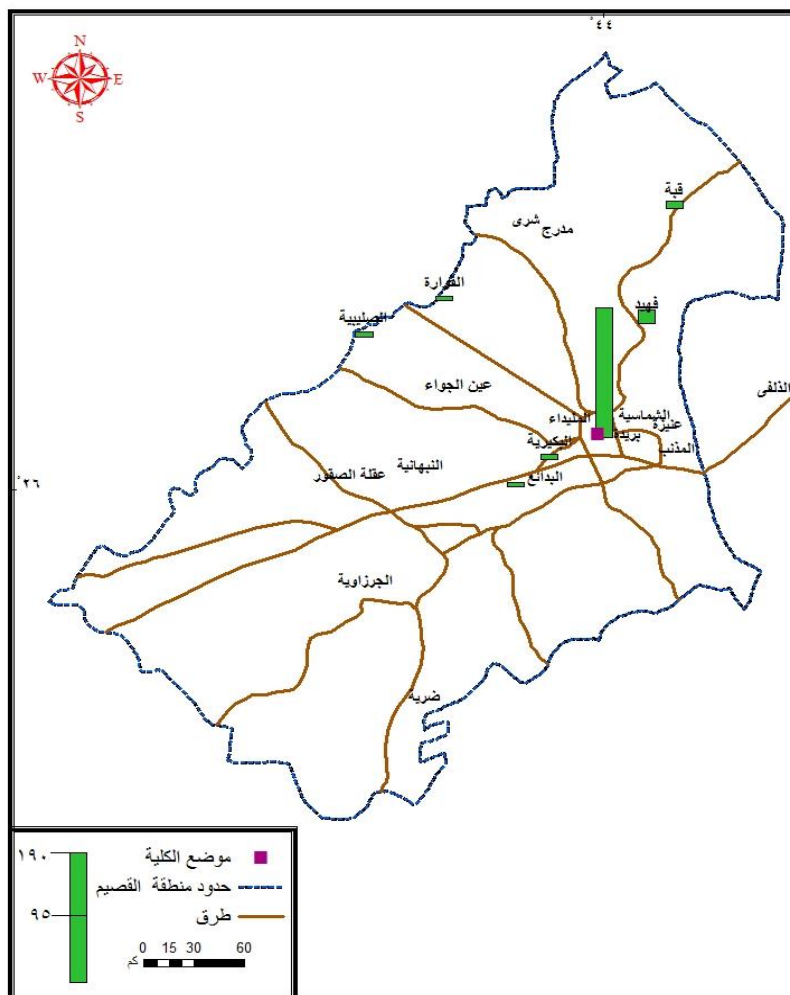 °٤٤
N
W E
S
قبة
مدرج شرى
القوارة
فهيد
الصليبية
الذلفى
عين الجواء
الشماسية
المليداء
عنيزة
بريدة
البكيرية
المذنب
النبهانية
عقلة الصقور
البدائع
°٢٦
الجرزاوية
ضرية
١٩٠
٩٥
موضع الكلية
حدود منطقة القصيم
طرق
0 15 30 60
كم